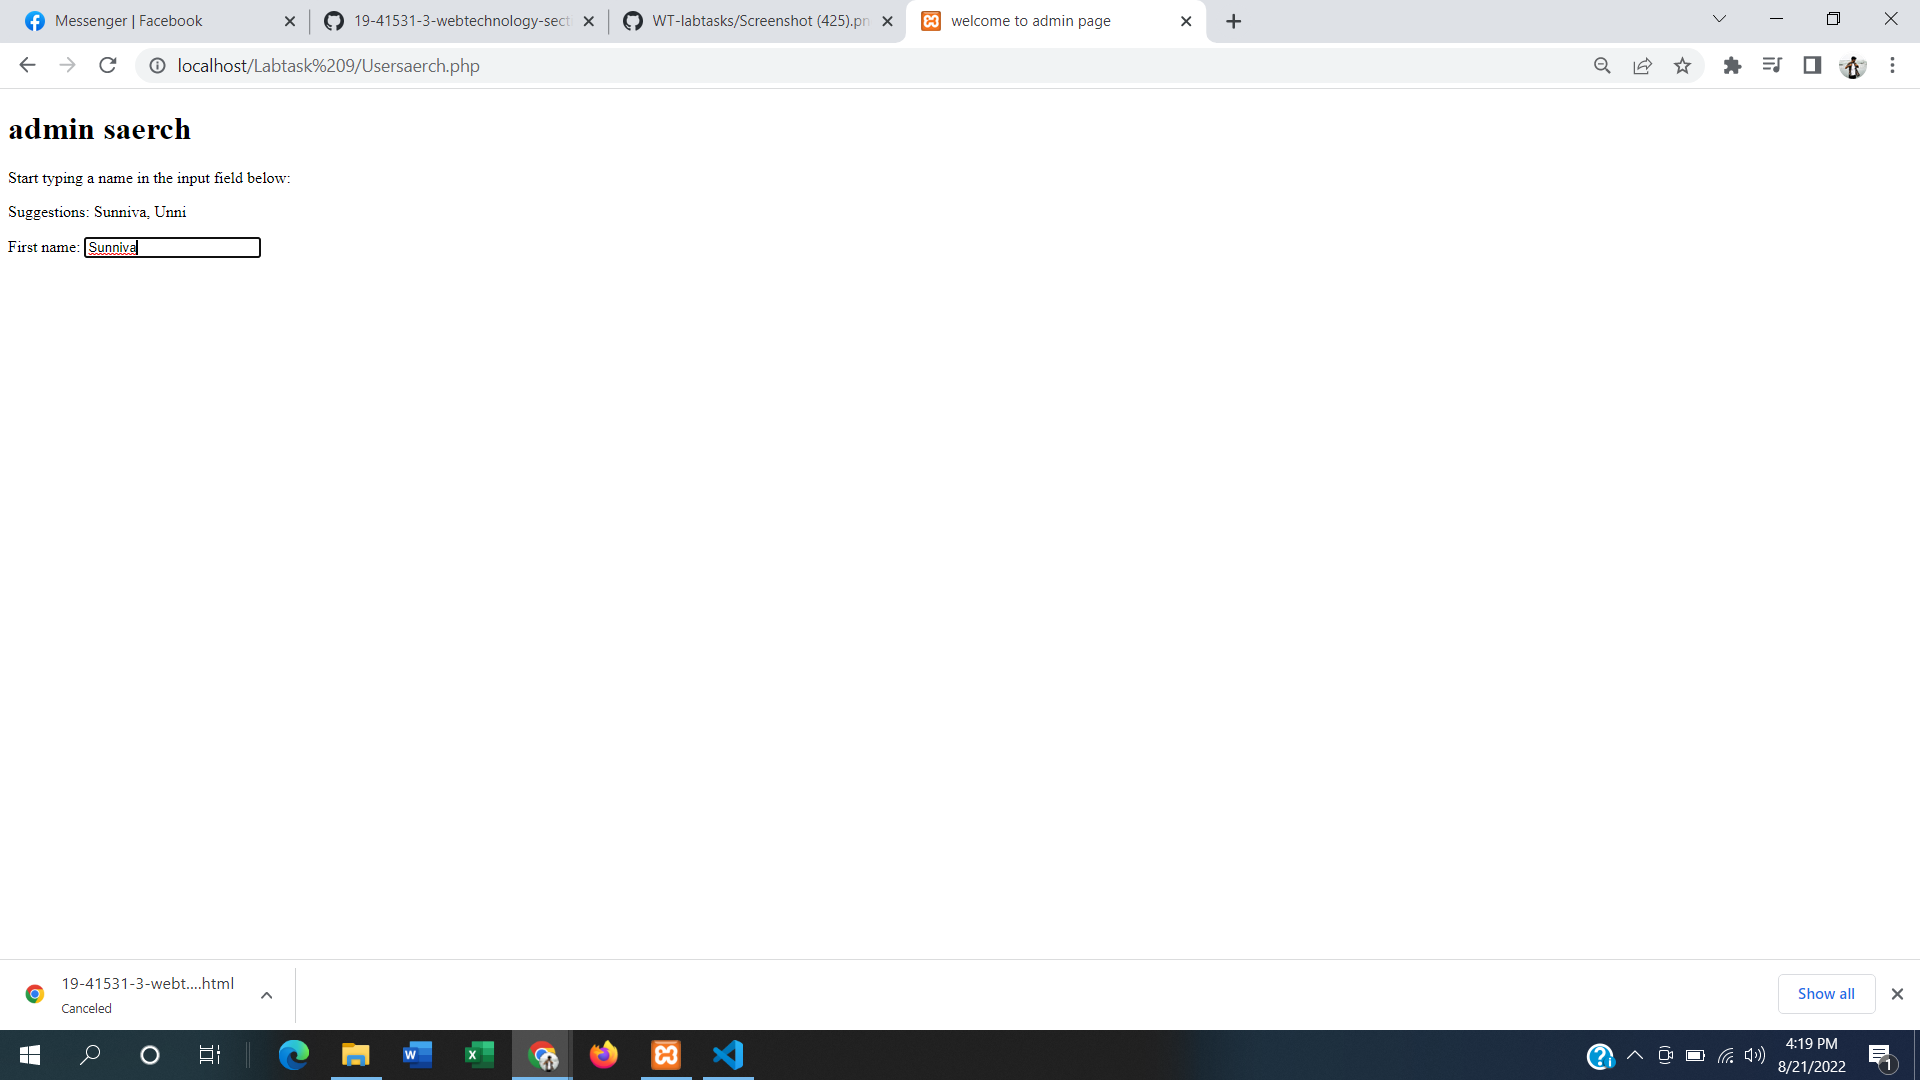 Messenger | Facebook
19-41531-3-webtechnology-sect
WT-labtasks/Screenshot (425).pn
welcome to admin page
localhost/Labtask%209/Usersaerch.php
admin saerch
Start typing a name in the input field below:
Suggestions: Sunniva, Unni
First name: Sunniva
19-41531-3-webt....html
Canceled
Show all
4:19 PM
8/21/2022
1